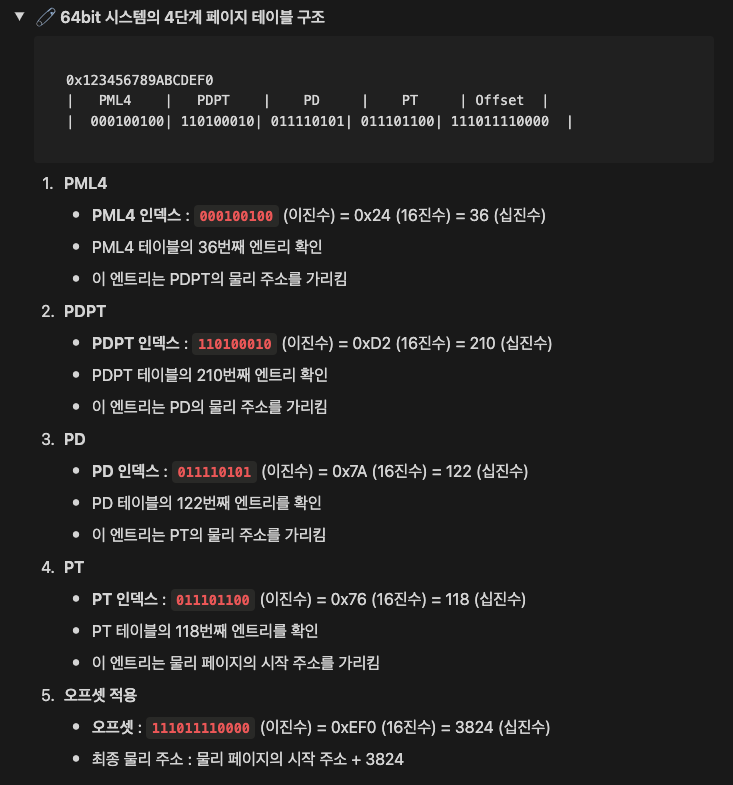 64bit 시스템의 4단계 페이지 테이블 구조
0x123456789ABCDEF0
| PML4 | PDPT | PD | PT | Offset |
| 000100100| 110100010| 011110101| 011101100| 111011110000 |
1. PML4
• PML4 인덱스 : 000100100 (이진수) = 0x24 (16진수) = 36 (십진수)
• PML4 테이블의 36번째 엔트리 확인
• 이 엔트리는 PDPT의 물리 주소를 가리킴
2. PDPT
• PDPT 인덱스 : 110100010 (이진수) = 0xD2 (16진수) = 210 (십진수)
• PDPT 테이블의 210번째 엔트리 확인
• 이 엔트리는 PD의 물리 주소를 가리킴
3. PD
• PD 인덱스 : 011110101 (이진수) = 0x7A (16진수) = 122 (십진수)
• PD 테이블의 122번째 엔트리를 확인
• 이 엔트리는 PT의 물리 주소를 가리킴
4. PT
• PT 인덱스 : 011101100 (이진수) = 0x76 (16진수) = 118 (십진수)
• PT 테이블의 118번째 엔트리를 확인
• 이 엔트리는 물리 페이지의 시작 주소를 가리킴
5. 오프셋 적용
• 오프셋 : 111011110000 (이진수) = 0xEF0 (16진수) = 3824 (십진수)
• 최종 물리 주소 : 물리 페이지의 시작 주소 + 3824